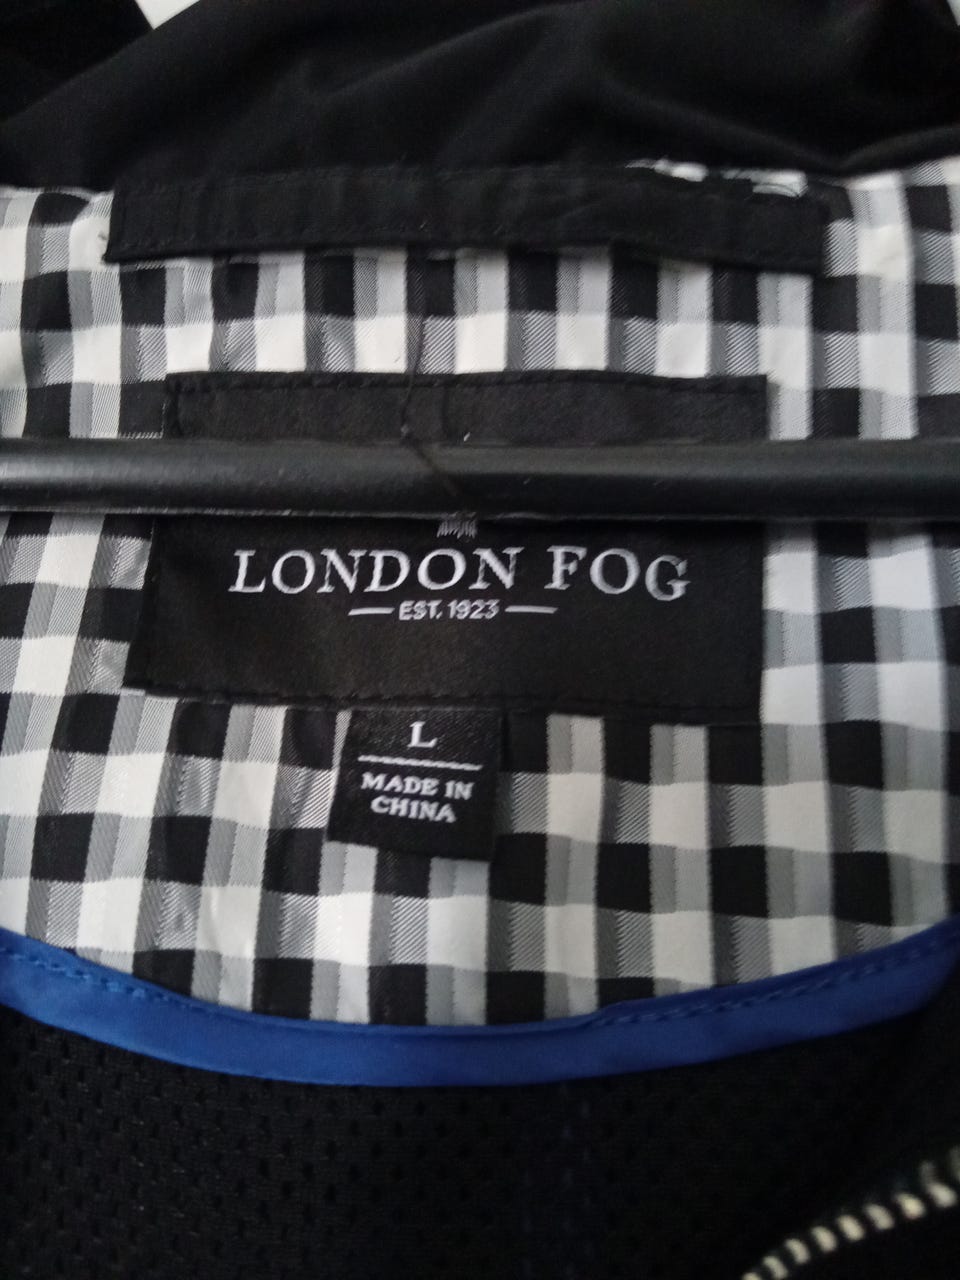 LONDON FOG
EST. 1923
L
MADE IN
CHINA